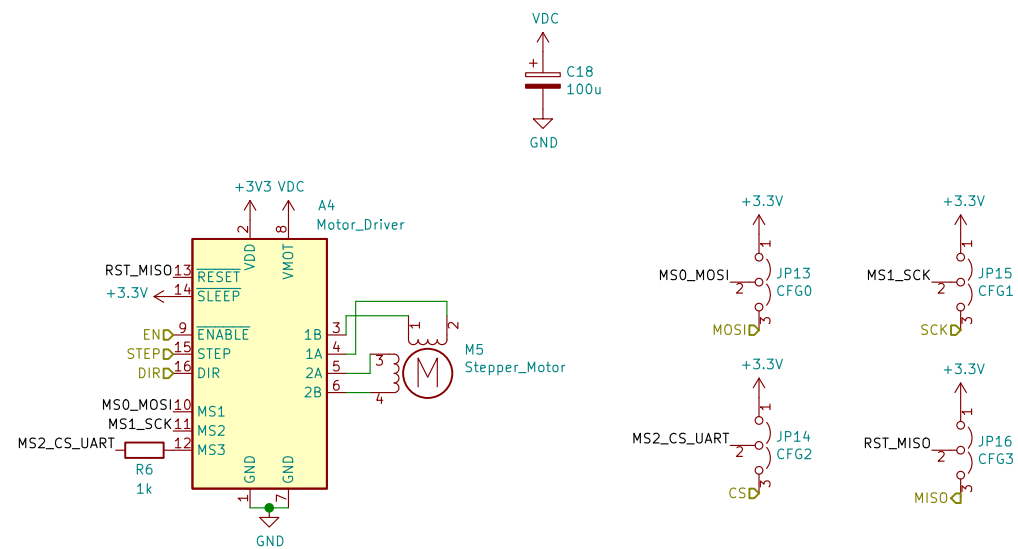 VDC
+
C18
100u
GND
+3V3 VDC
A4
Motor_Driver
2
8
VDD
VMOT
RST_MISO 13 RESET
+3.3V 14 SLEEP
EN 9 ENABLE
STEP 15 STEP
DIR 16 DIR
MS0_MOSI 10 MS1
MS1_SCK 11 MS2
MS2_CS_UART 12 MS3
R6
1k
1B 3
1A 4
2A 5
2B 6
GND
GND
1
7
GND
1
2
3
4
M
M5
Stepper_Motor
+3.3V
1
MS0_MOSI
2
JP13
CFG0
MOSI
3
+3.3V
1
MS1_SCK
2
JP15
CFG1
SCK
3
+3.3V
1
MS2_CS_UART
2
JP14
CFG2
CS
3
+3.3V
1
RST_MISO
2
JP16
CFG3
MISO
3